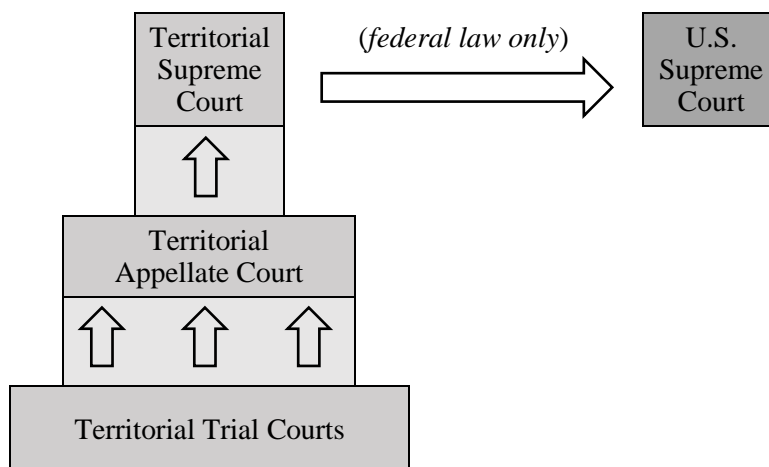 Territorial
Supreme
Court
(federal law only)
U.S.
Supreme
Court
Territorial
Appellate Court
Territorial Trial Courts